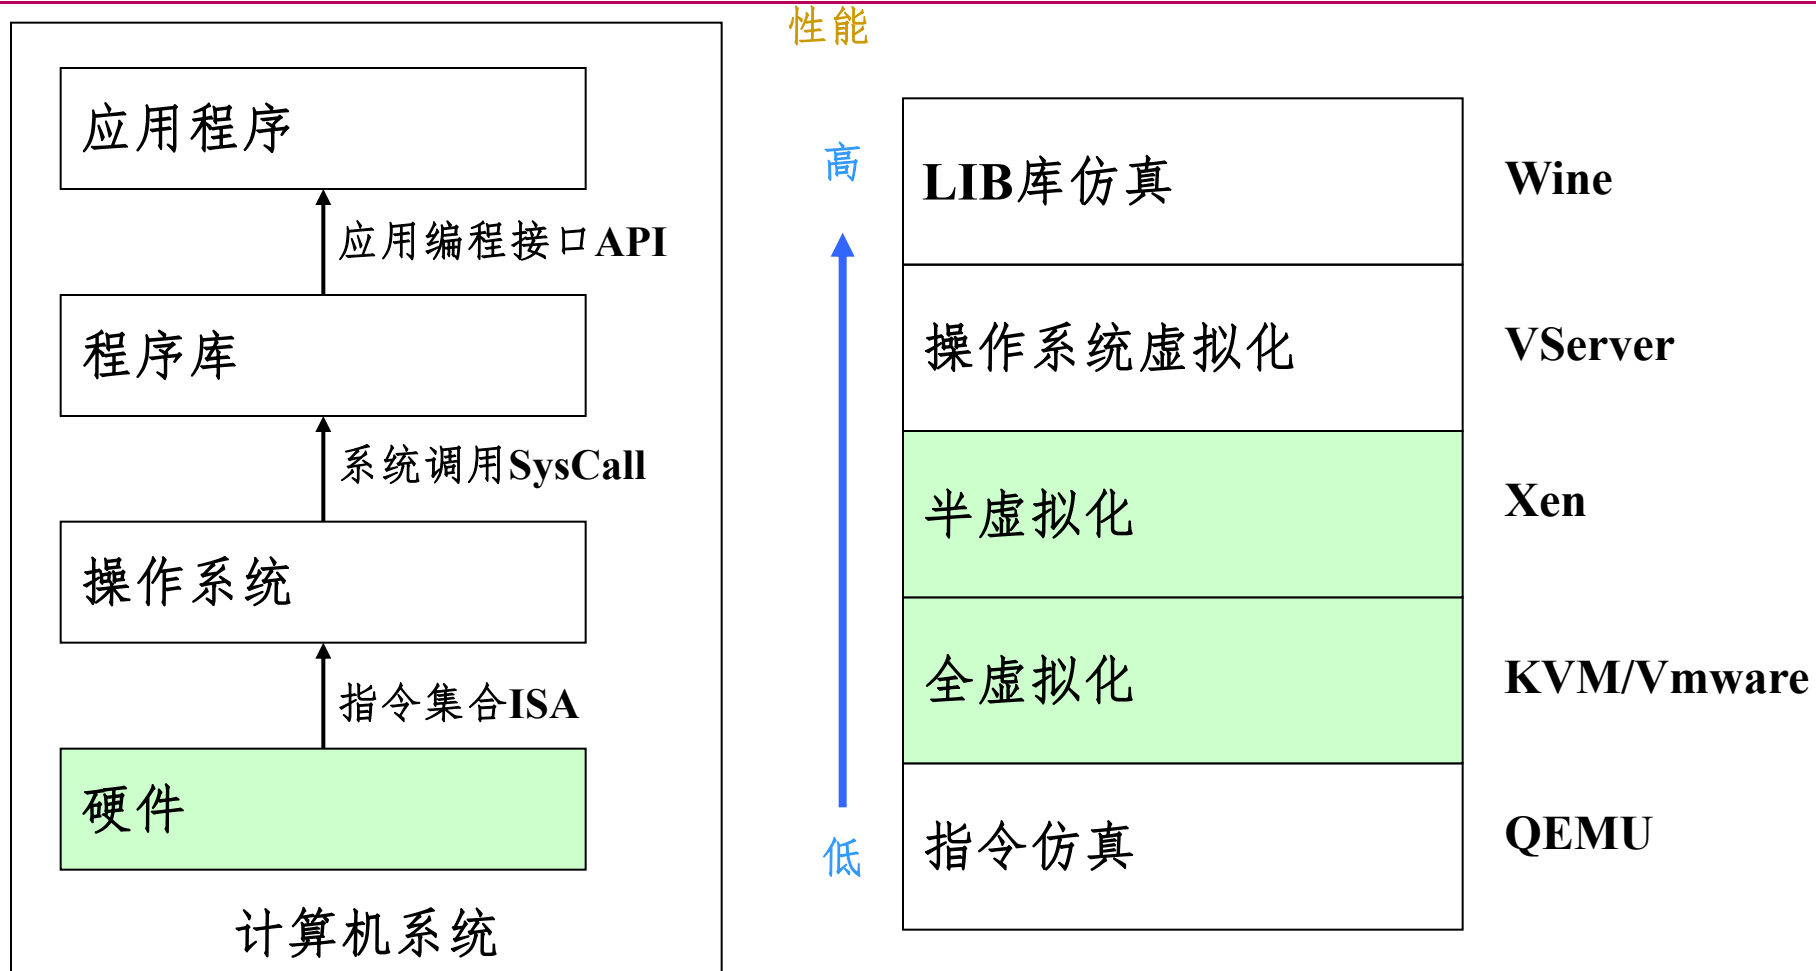 性能
应用程序
应用编程接口API
程序库
系统调用SysCall
操作系统
指令集合ISA
硬件
计算机系统
高
低
LIB库仿真
Wine
操作系统虚拟化
VServer
半虚拟化
Xen
全虚拟化
KVM/Vmware
指令仿真
QEMU